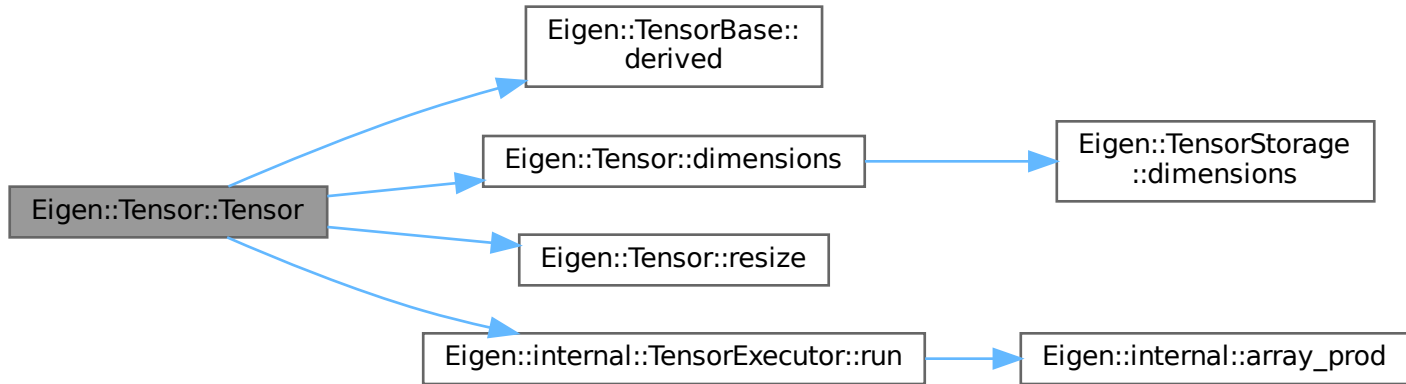 Eigen::Tensor::Tensor
Eigen::TensorBase::
derived
Eigen::Tensor::dimensions
Eigen::TensorStorage
::dimensions
Eigen::Tensor::resize
Eigen::internal::TensorExecutor::run
Eigen::internal::array_prod